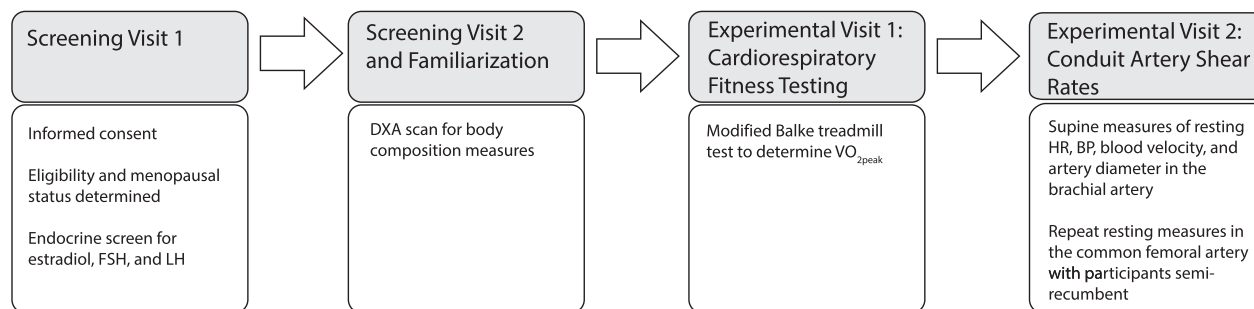 Screening Visit 1
Informed consent
Eligibility and menopausal
status determined
Endocrine screen for
estradiol, FSH, and LH
Screening Visit 2
and Familiarization
DXA scan for body
composition measures
Experimental Visit 1:
Cardiorespiratory
Fitness Testing
Modified Balke treadmill
test to determine VO2peak
Experimental Visit 2:
Conduit Artery Shear
Rates
Supine measures of resting
HR, BP, blood velocity, and
artery diameter in the
brachial artery
Repeat resting measures in
the common femoral artery
with participants semi-
recumbent